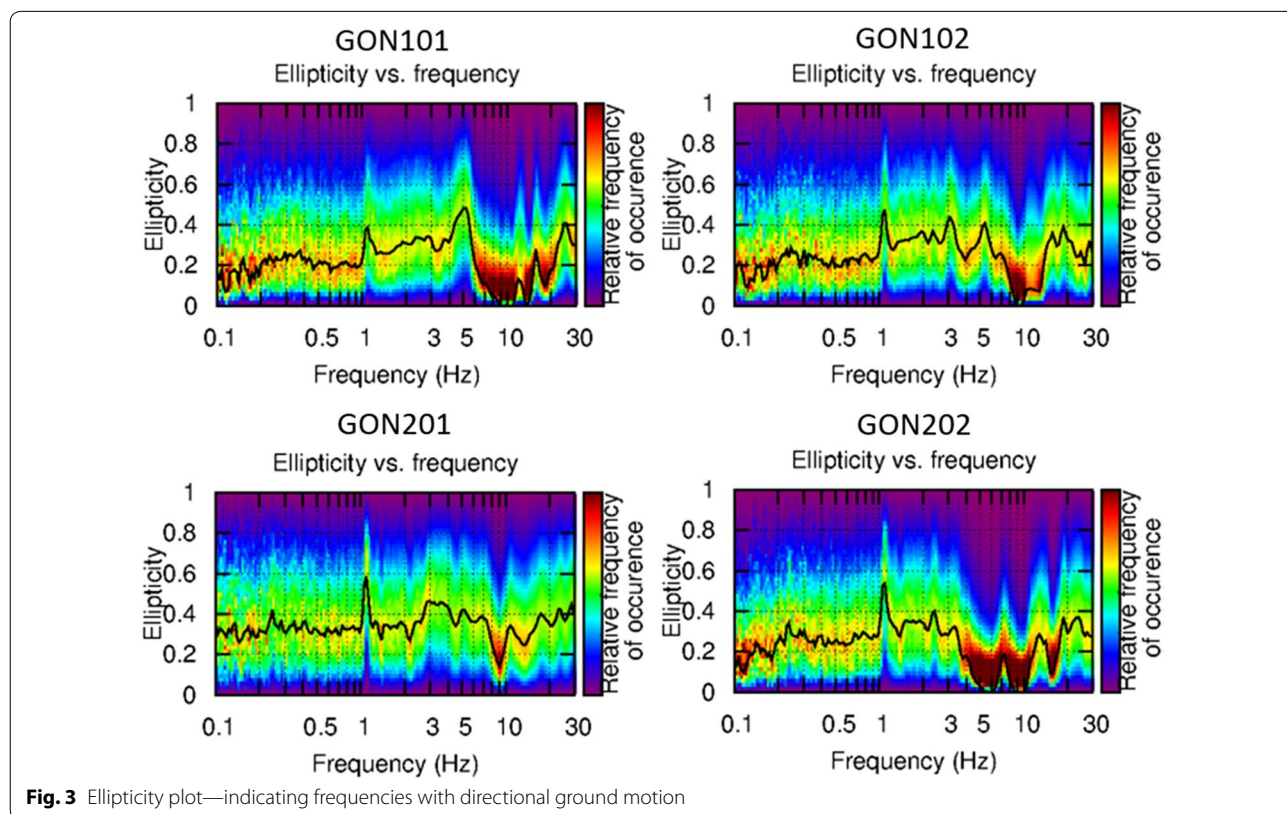 GON101
Ellipticity vs. frequency
1
0.8
0.6
0.4
0.2
0
Ellipticity
0.1 0.5 1 3 5 10 30
Frequency (Hz)
Relative frequency
of occurence
GON102
Ellipticity vs. frequency
1
0.8
0.6
0.4
0.2
0
Ellipticity
0.1 0.5 1 3 5 10 30
Frequency (Hz)
Relative frequency
of occurence
GON201
Ellipticity vs. frequency
1
0.8
0.6
0.4
0.2
0
Ellipticity
0.1 0.5 1 3 5 10 30
Frequency (Hz)
Relative frequency
of occurence
GON202
Ellipticity vs. frequency
1
0.8
0.6
0.4
0.2
0
Ellipticity
0.1 0.5 1 3 5 10 30
Frequency (Hz)
Relative frequency
of occurence
Fig. 3 Ellipticity plot—indicating frequencies with directional ground motion